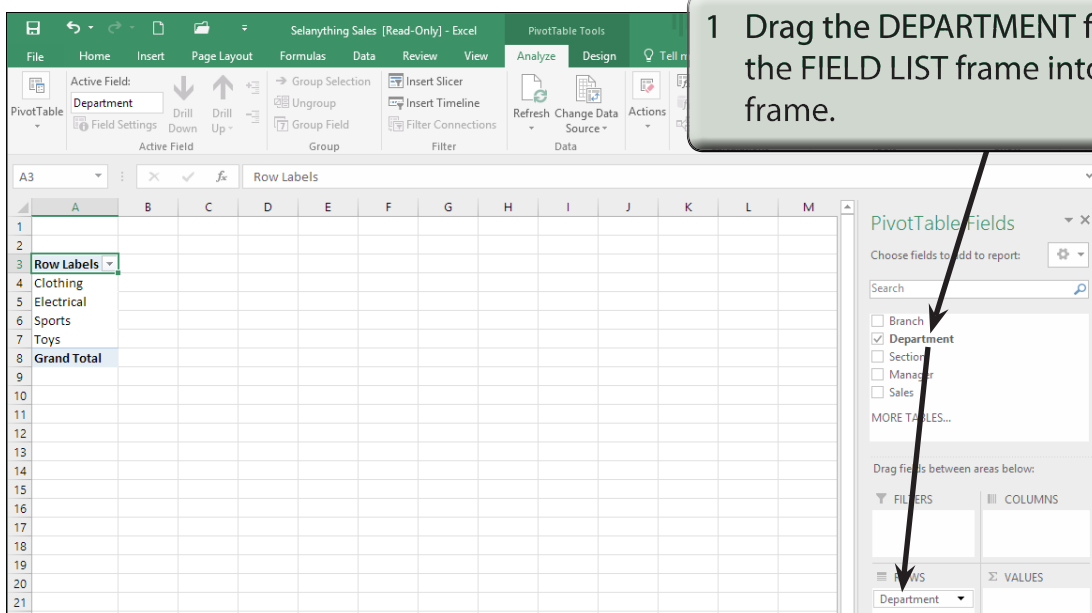 Selanything Sales [Read-Only] - Excel
PivotTable Tools
File Home Insert Page Layout Formulas Data Review View Analyze Design Tell
1 Drag the DEPARTMENT
the FIELD LIST frame into
frame.
PivotTable
Active Field:
Department
Field Settings
Drill Down
Drill Up
Active Field
Group Selection
Ungroup
Group Field
Group
Insert Slicer
Insert Timeline
Filter Connections
Filter
Refresh
Change Data Source
Data
Actions
A3
fx
Row Labels
A B C D E F G H I J K L M
1
2
3 Row Labels
4 Clothing
5 Electrical
6 Sports
7 Toys
8 Grand Total
9
10
11
12
13
14
15
16
17
18
19
20
21
PivotTable Fields
Choose fields to add to report:
Search
Branch
Department
Section
Manager
Sales
MORE TABLES...
Drag fields between areas below:
FILTERS
COLUMNS
ROWS
Σ VALUES
Department